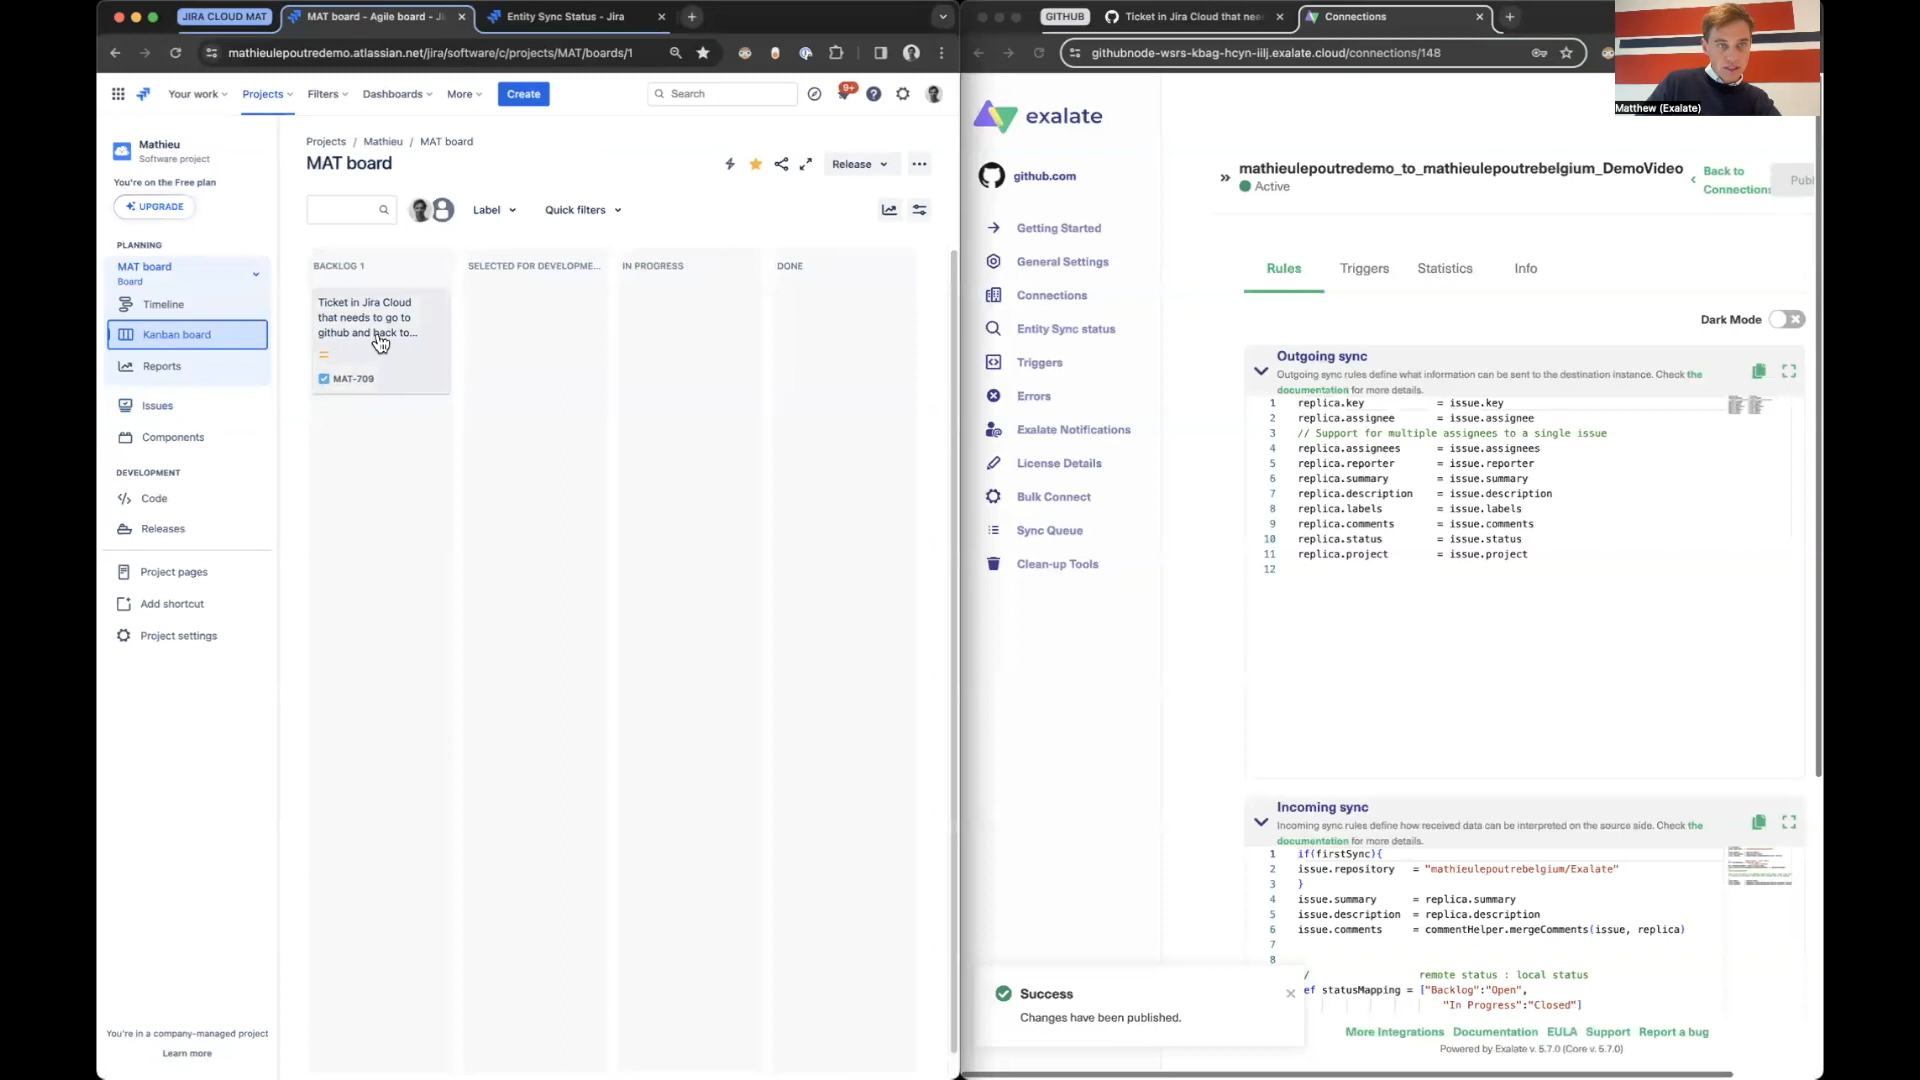 JIRA CLOUD MAT
MAT board - Agile board - Ji
Entity Sync Status - Jira
mathieulepoutredemo.atlassian.net/jira/software/c/projects/MAT/boards/1
Your work
Projects
Filters
Dashboards
More
Create
Search
9+
Mathieu
Software project
You're on the Free plan
UPGRADE
PLANNING
MAT board
Board
Timeline
Kanban board
Reports
Issues
Components
DEVELOPMENT
Code
Releases
Project pages
Add shortcut
Project settings
You're in a company-managed project
Learn more
Projects / Mathieu / MAT board
MAT board
Release
Label
Quick filters
BACKLOG 1
SELECTED FOR DEVELOPME...
IN PROGRESS
DONE
Ticket in Jira Cloud
that needs to go to
github and back to...
MAT-709
GITHUB
Ticket in Jira Cloud that nee
Connections
githubnode-wsrs-kbag-hcyn-iilj.exalate.cloud/connections/148
Matthew (Exalate)
exalate
github.com
Getting Started
General Settings
Connections
Entity Sync status
Triggers
Errors
Exalate Notifications
License Details
Bulk Connect
Sync Queue
Clean-up Tools
mathieulepoutredemo_to_mathieulepoutrebelgium_DemoVideo
Active
Back to
Connections
Publ
Rules
Triggers
Statistics
Info
Dark Mode
Outgoing sync
Outgoing sync rules define what information can be sent to the destination instance. Check the
documentation for more details.
1 replica.key = issue.key
2 replica.assignee = issue.assignee
3 // Support for multiple assignees to a single issue
4 replica.assignees = issue.assignees
5 replica.reporter = issue.reporter
6 replica.summary = issue.summary
7 replica.description = issue.description
8 replica.labels = issue.labels
9 replica.comments = issue.comments
10 replica.status = issue.status
11 replica.project = issue.project
12
Incoming sync
Incoming sync rules define how received data can be interpreted on the source side. Check the
documentation for more details.
1 if(firstSync){
2 issue.repository = "mathieulepoutrebelgium/Exalate"
3 }
4 issue.summary = replica.summary
5 issue.description = replica.description
6 issue.comments = commentHelper.mergeComments(issue, replica)
7
8
/ remote status : local status
ef statusMapping = ["Backlog":"Open",
"In Progress":"Closed"]
Success
Changes have been published.
More Integrations Documentation EULA Support Report a bug
Powered by Exalate v. 5.7.0 (Core v. 5.7.0)